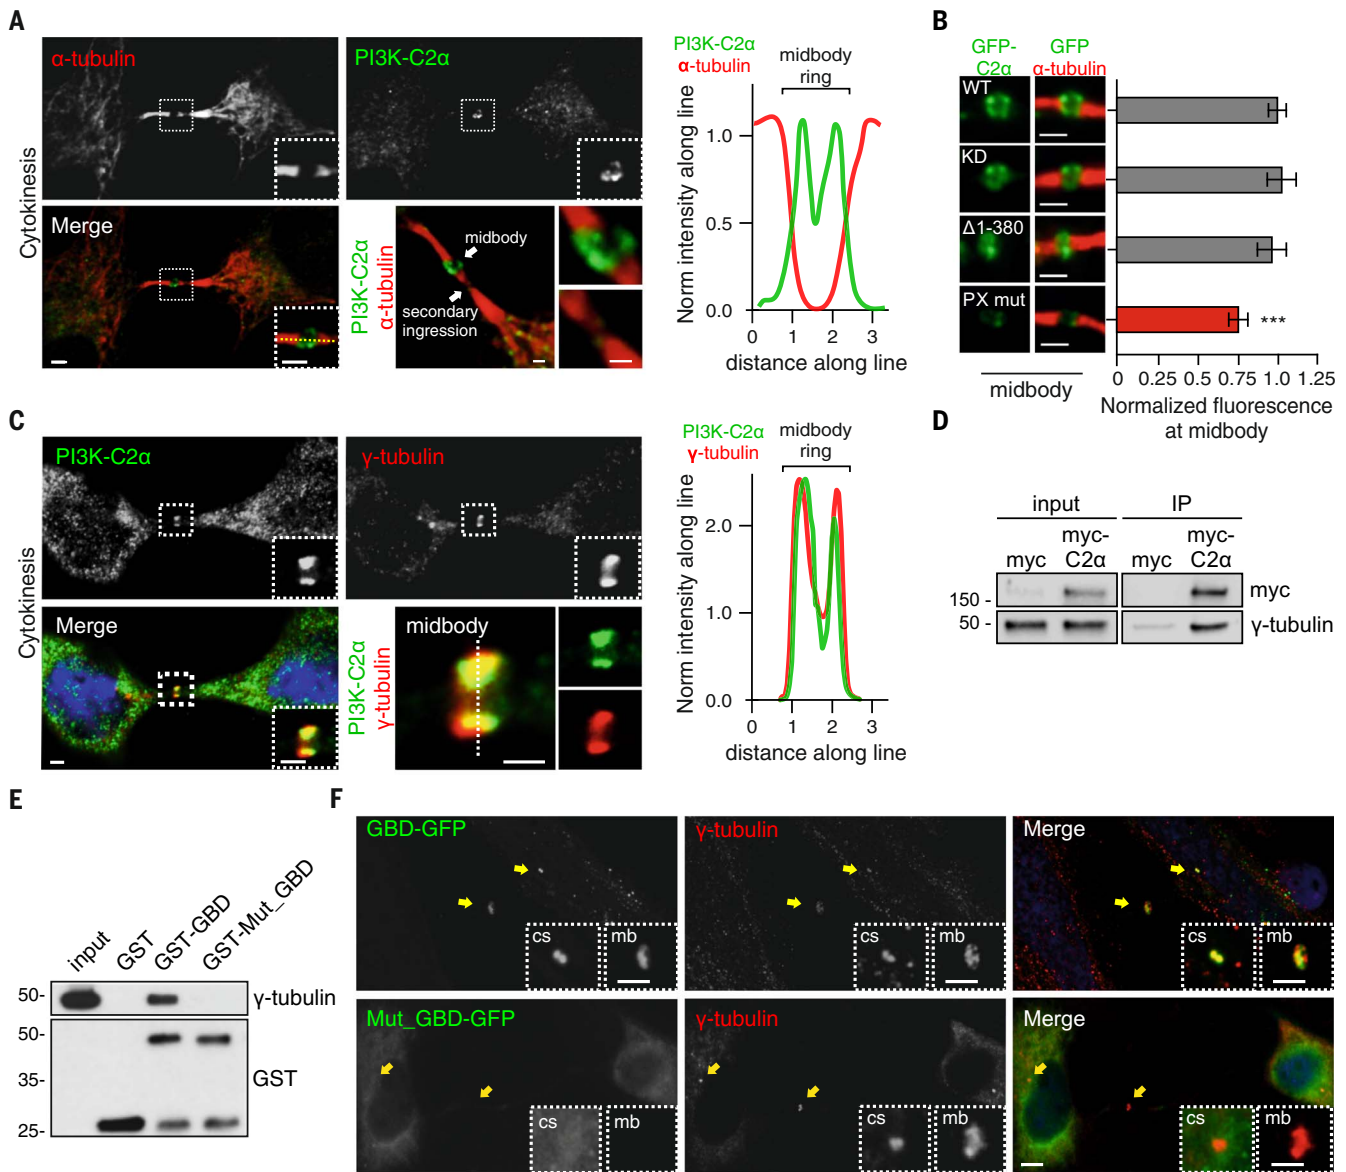 A
α-tubulin
PI3K-C2α
Cytokinesis
Merge
PI3K-C2α
α-tubulin
midbody
secondary
ingression
PI3K-C2α
α-tubulin
midbody
ring
Norm intensity along line
1.0
0.5
0.0
0 1 2 3
distance along line
B
GFP-
C2α
GFP
α-tubulin
WT
KD
Δ1-380
PX mut
midbody
***
0 0.25 0.5 0.75 1.0 1.25
Normalized fluorescence
at midbody
C
PI3K-C2α
γ-tubulin
Cytokinesis
Merge
PI3K-C2α
γ-tubulin
midbody
PI3K-C2α
γ-tubulin
midbody
ring
Norm intensity along line
2.0
1.0
0.0
0 1 2 3
distance along line
D
input IP
myc myc-
C2α
myc myc-
C2α
150 - myc
50 - γ-tubulin
E
input GST GST-GBD GST-Mut_GBD
50- γ-tubulin
50-
35- GST
25-
F
GBD-GFP γ-tubulin Merge
cs mb cs mb cs mb
Mut_GBD-GFP γ-tubulin Merge
cs mb cs mb cs mb